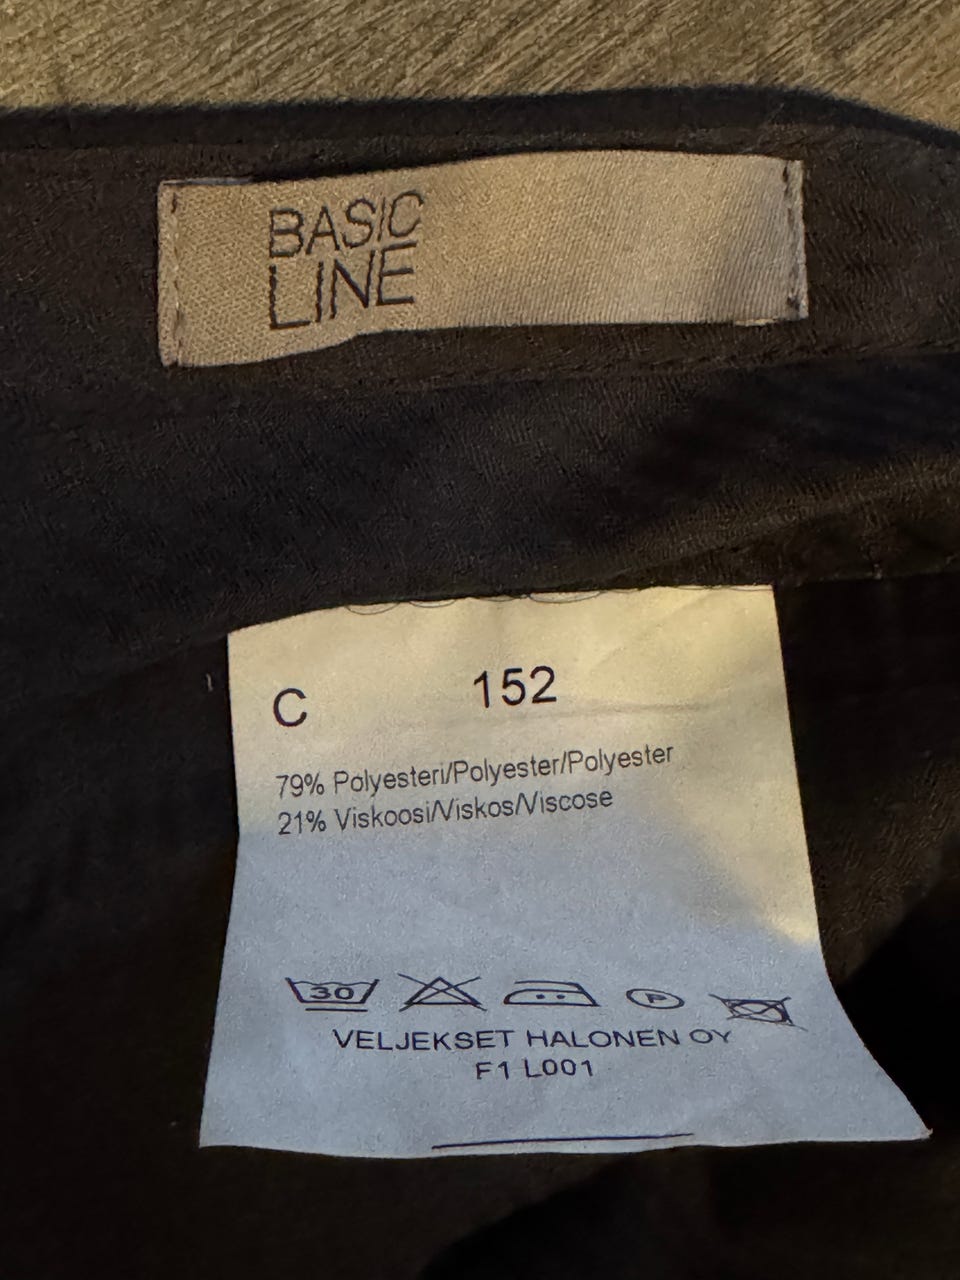 BASIC
LINE
C 152
79% Polyesteri/Polyester/Polyester
21% Viskoosi/Viskos/Viscose
30 P
VELJEKSET HALONEN OY
F1 L001